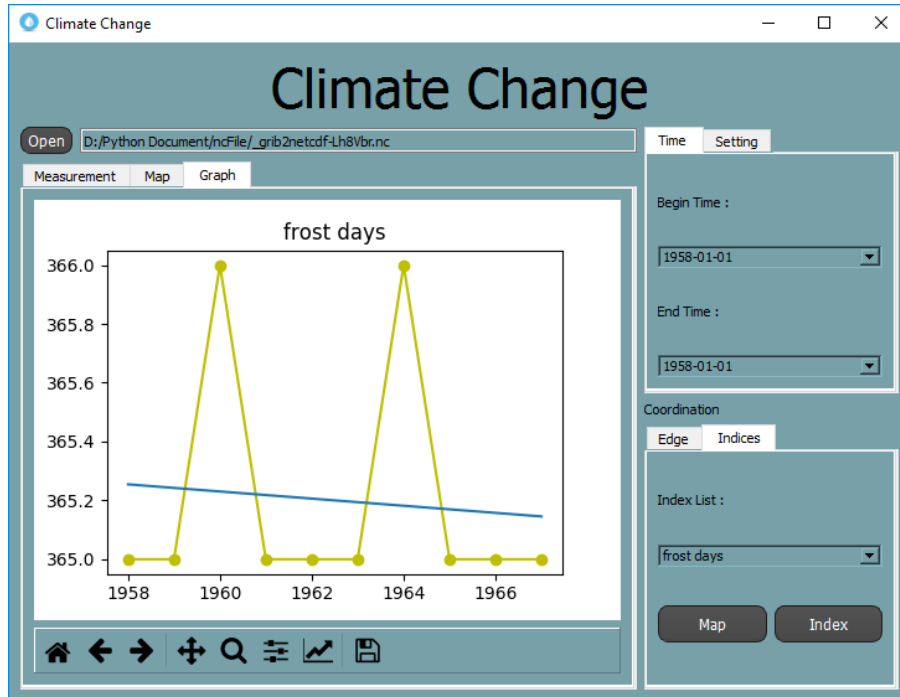 Climate Change
Climate Change
Open D:/Python Document/ncFile/_grib2netcdf-Lh8Vbr.nc
Measurement Map Graph
frost days
366.0
365.8
365.6
365.4
365.2
365.0
1958 1960 1962 1964 1966
Time Setting
Begin Time :
1958-01-01
End Time :
1958-01-01
Coordination
Edge Indices
Index List :
frost days
Map Index